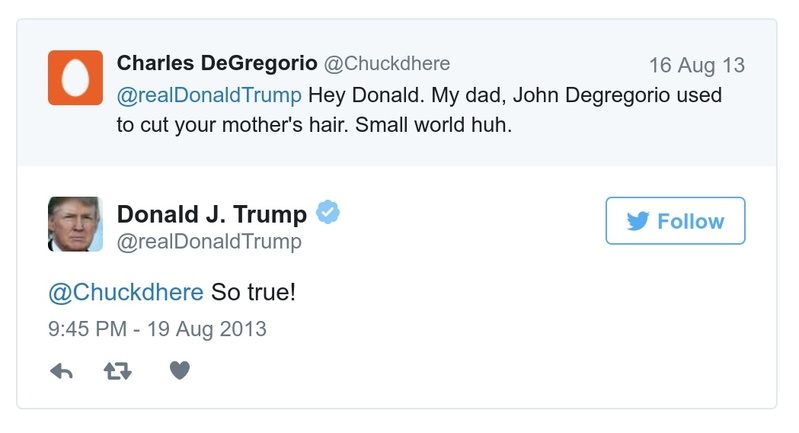 Charles DeGregorio @Chuckdhere 16 Aug 13
@realDonaldTrump Hey Donald. My dad, John Degregorio used
to cut your mother's hair. Small world huh.
Donald J. Trump
Follow
@realDonaldTrump
@Chuckdhere So true!
9:45 PM - 19 Aug 2013